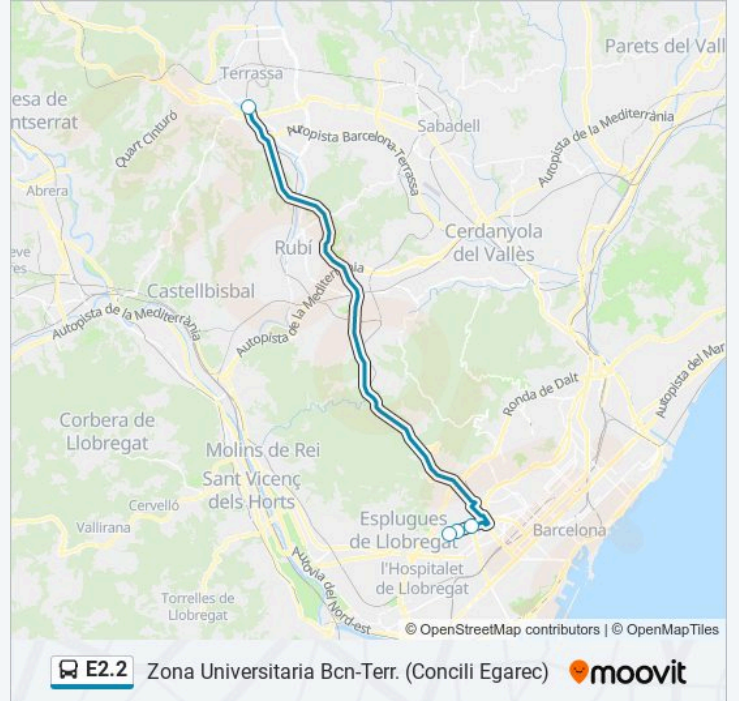 Parets del Vall
Terrassa
esa de
ntserrat
Quart Cinturó
Autopista Barcelona-Terrassa
Sabadell
Autopista de la Mediterrània
Abrera
Cerdanyola
del Vallès
eve
res
Rubí
Castellbisbal
Autopista de la Mediterrània
Autopista de la Mediterrània
Autopista del Mar
Ronda de Dalt
Corbera de
Llobregat
Molins de Rei
Sant Vicenç
dels Horts
Cervelló
Vallirana
Esplugues
de Llobregat
Barcelona
l'Hospitalet
de Llobregat
Autovia del Nord-est
Torrelles de
Llobregat
© OpenStreetMap contributors | © OpenMapTiles
E2.2 Zona Universitaria Bcn-Terr. (Concili Egarec) moovit